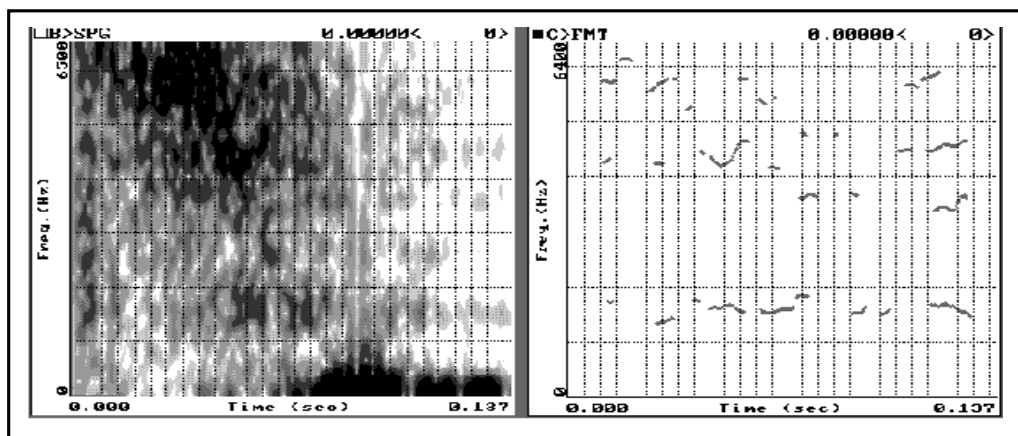 B>SPG 0.00000< 0>
6500
Freq.(Hz)
0
0.000 Time (sec) 0.137
C>FMT 0.00000< 0>
6400
Freq.(Hz)
0
0.000 Time (sec) 0.137